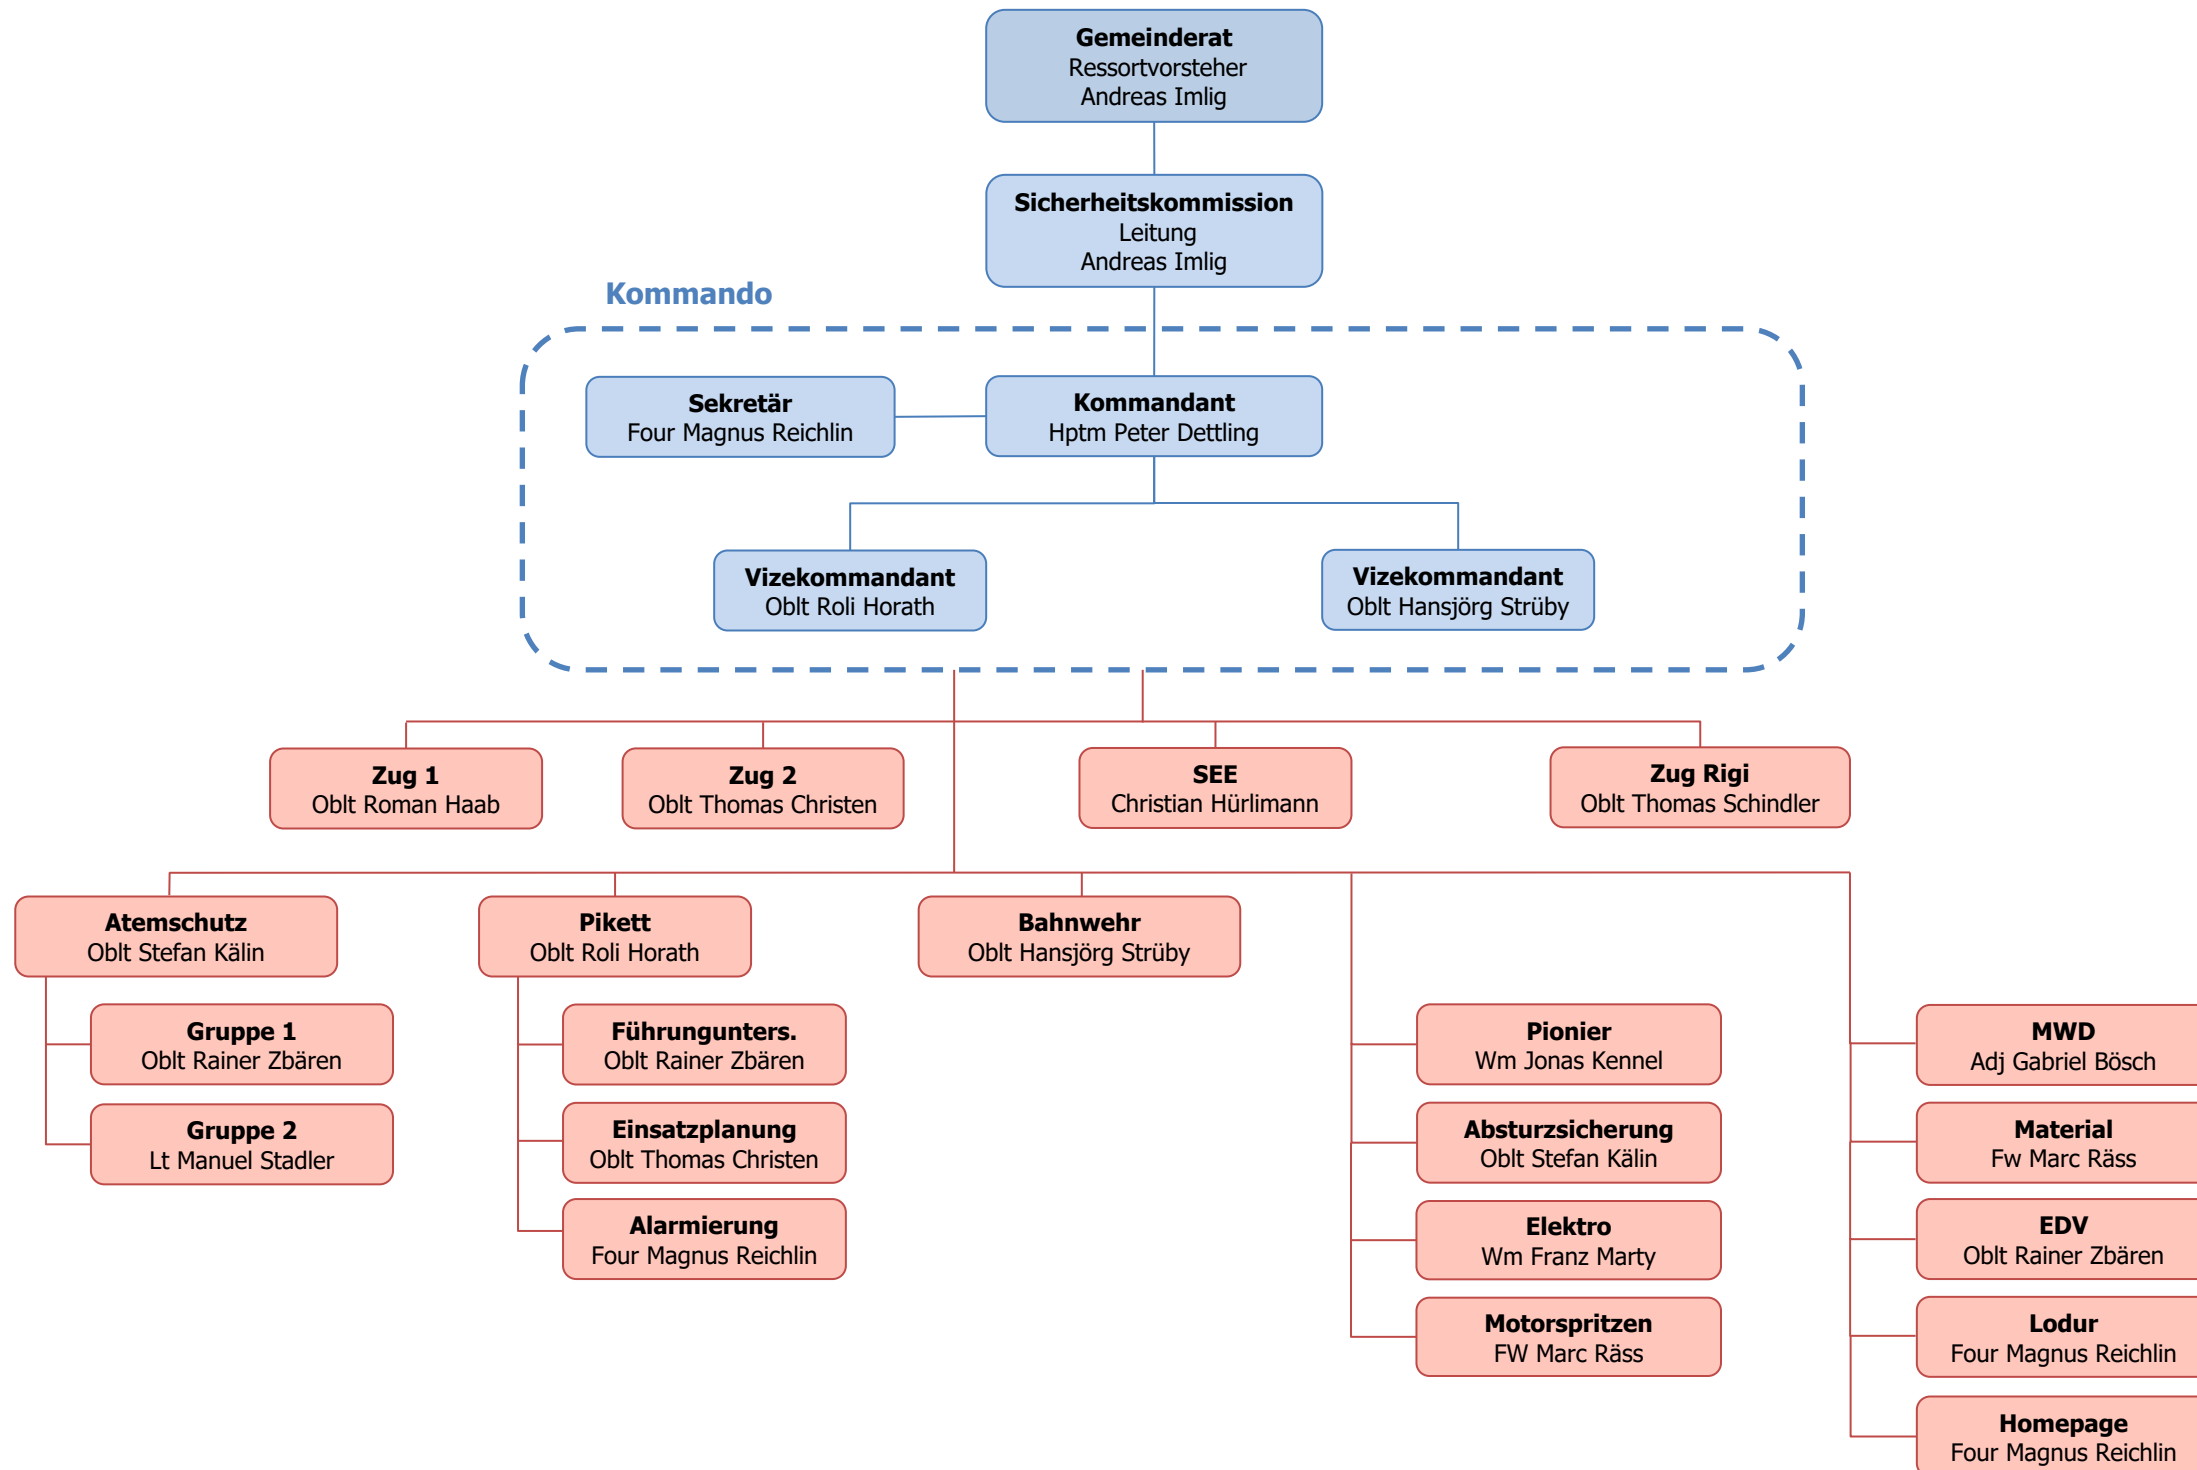 Gemeinderat
Ressortvorsteher
Andreas Imlig
Sicherheitskommission
Leitung
Andreas Imlig
Kommando
Sekretär
Four Magnus Reichlin
Kommandant
Hptm Peter Dettling
Vizekommandant
Oblt Roli Horath
Vizekommandant
Oblt Hansjörg Strüby
Zug 1
Oblt Roman Haab
Zug 2
Oblt Thomas Christen
SEE
Christian Hürlimann
Zug Rigi
Oblt Thomas Schindler
Atemschutz
Oblt Stefan Kälin
Gruppe 1
Oblt Rainer Zbären
Gruppe 2
Lt Manuel Stadler
Pikett
Oblt Roli Horath
Führungunters.
Oblt Rainer Zbären
Einsatzplanung
Oblt Thomas Christen
Alarmierung
Four Magnus Reichlin
Bahnwehr
Oblt Hansjörg Strüby
Pionier
Wm Jonas Kennel
Absturzsicherung
Oblt Stefan Kälin
Elektro
Wm Franz Marty
Motorspritzen
FW Marc Räss
MWD
Adj Gabriel Bösch
Material
Fw Marc Räss
EDV
Oblt Rainer Zbären
Lodur
Four Magnus Reichlin
Homepage
Four Magnus Reichlin